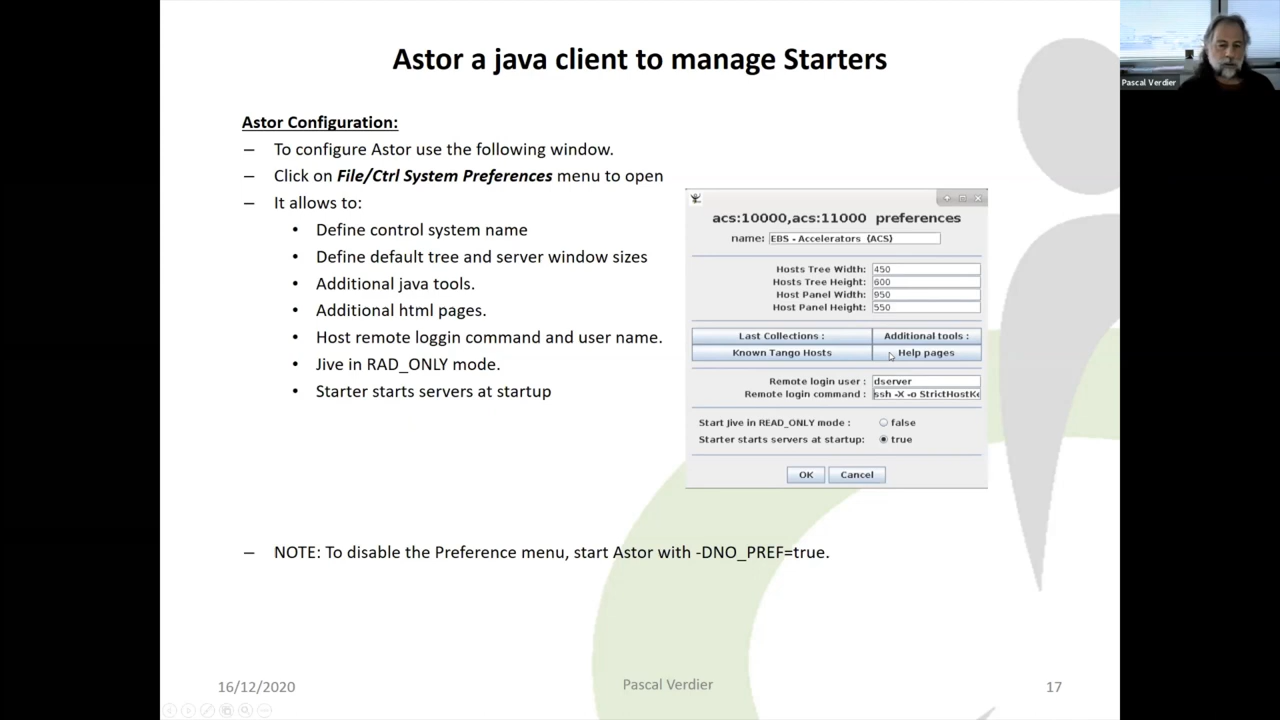 Astor a java client to manage Starters
Pascal Verdier
Astor Configuration:
– To configure Astor use the following window.
– Click on File/Ctrl System Preferences menu to open
– It allows to:
• Define control system name
• Define default tree and server window sizes
• Additional java tools.
• Additional html pages.
• Host remote loggin command and user name.
• Jive in RAD_ONLY mode.
• Starter starts servers at startup
acs:10000,acs:11000 preferences
name: EBS - Accelerators (ACS)
Hosts Tree Width: 450
Hosts Tree Height: 600
Host Panel Width: 950
Host Panel Height: 550
Last Collections : Additional tools :
Known Tango Hosts Help pages
Remote login user : dserver
Remote login command : ssh -X -o StrictHostKe
Start Jive in READ_ONLY mode : false
Starter starts servers at startup: true
OK Cancel
– NOTE: To disable the Preference menu, start Astor with -DNO_PREF=true.
16/12/2020 Pascal Verdier 17